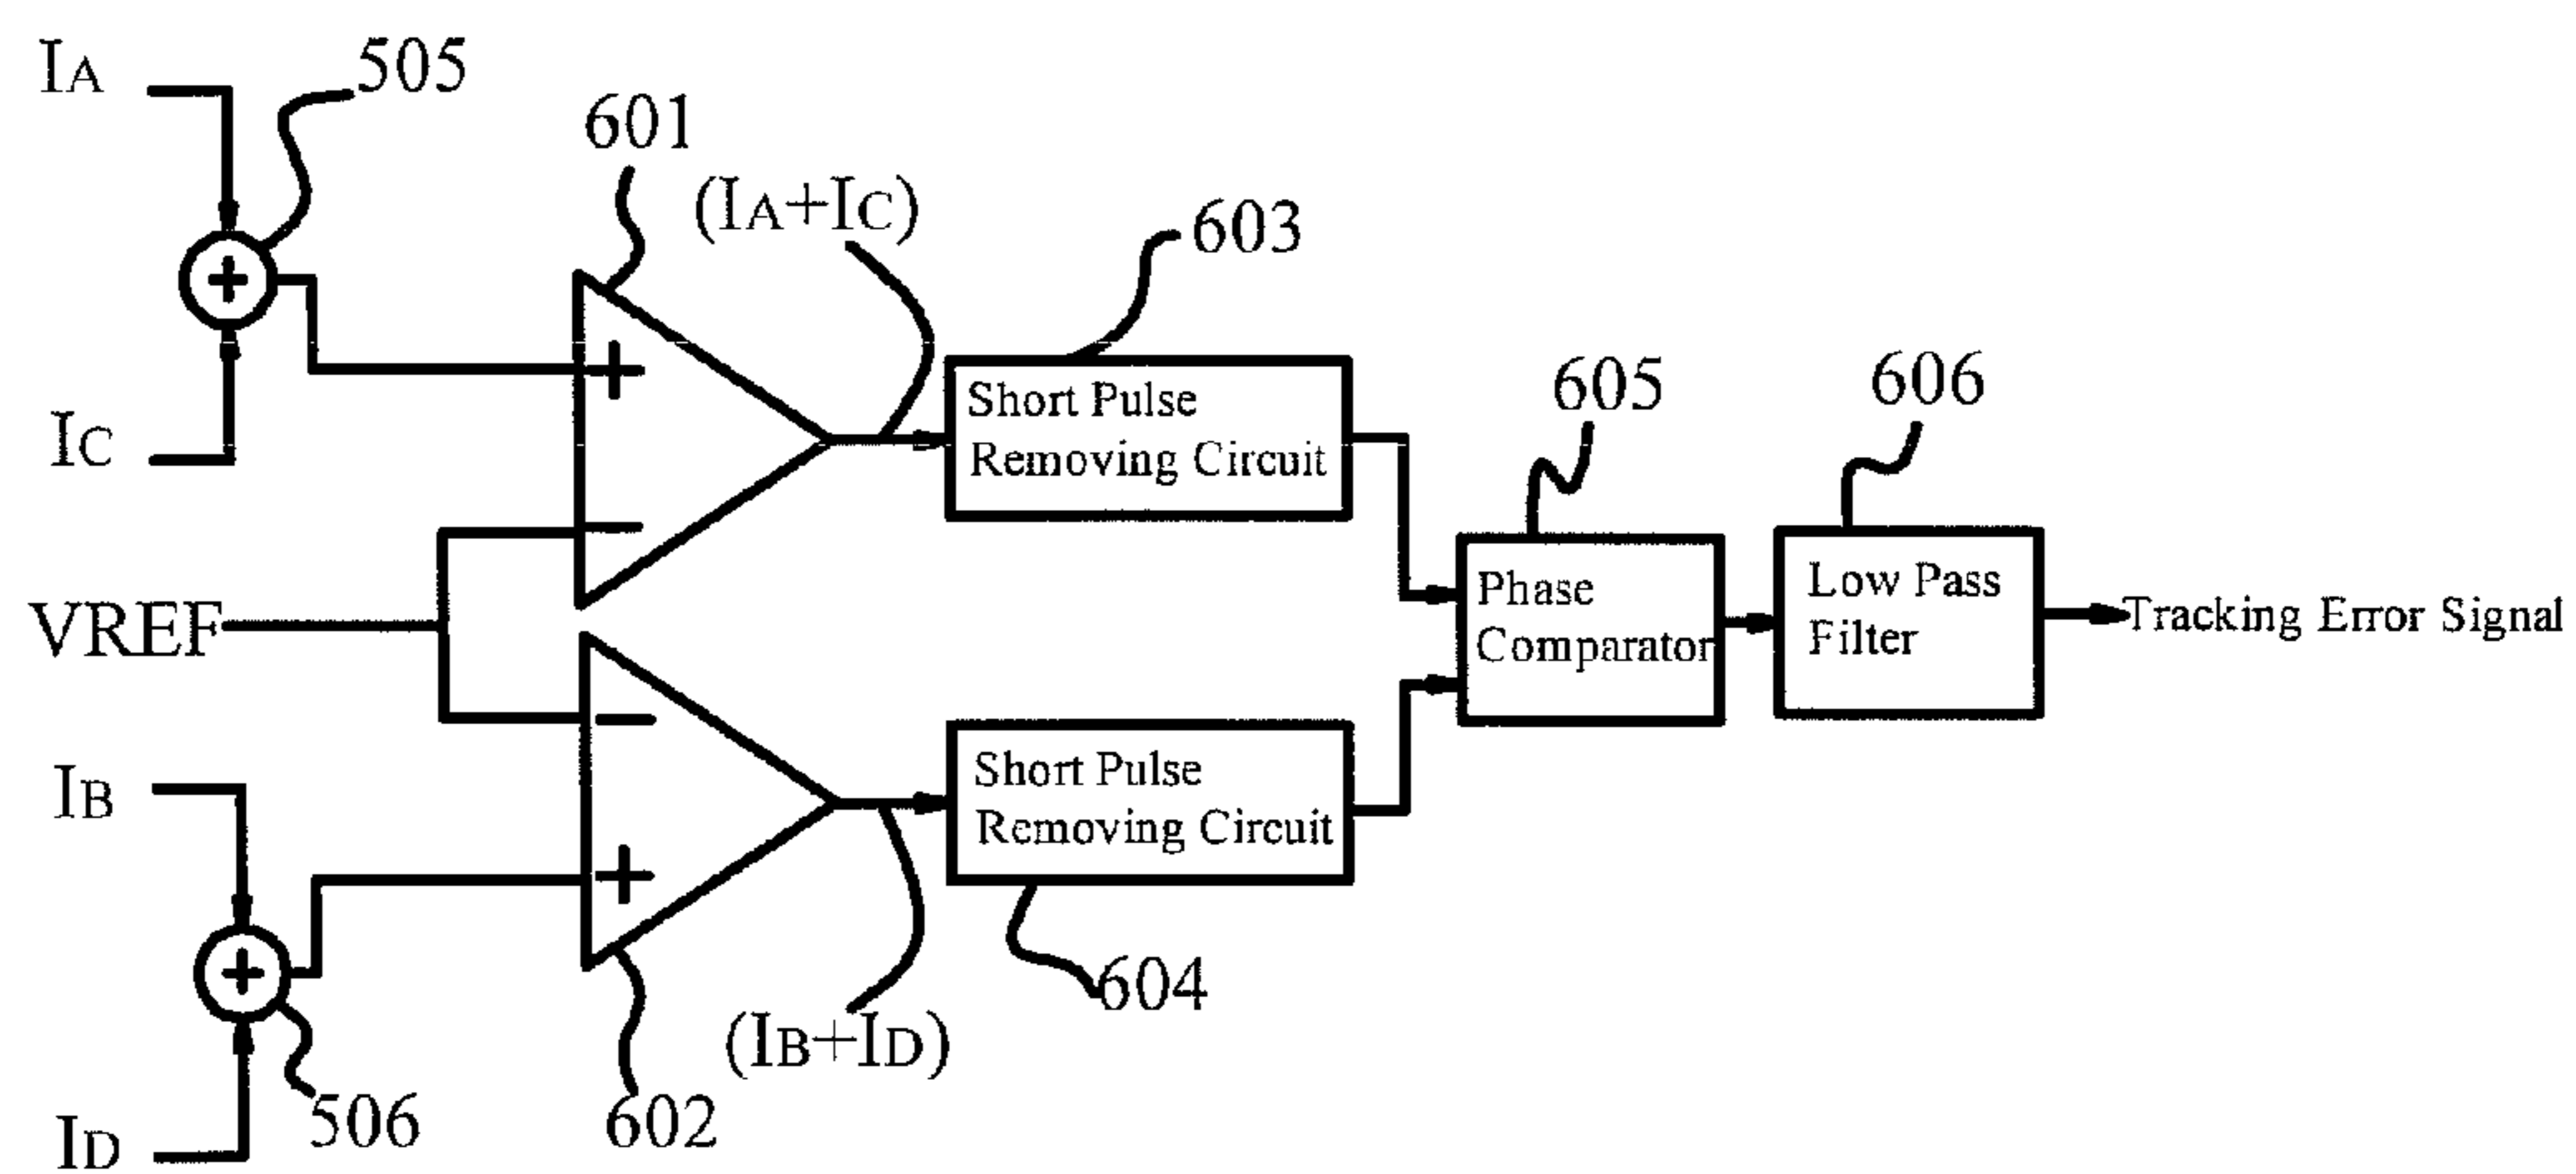 IA
505
601
(IA+IC)
603
IC
+
+
−
Short Pulse
Removing Circuit
605
606
VREF
Phase
Comparator
Low Pass
Filter
Tracking Error Signal
IB
−
+
Short Pulse
Removing Circuit
+
604
(IB+ID)
ID
506
602